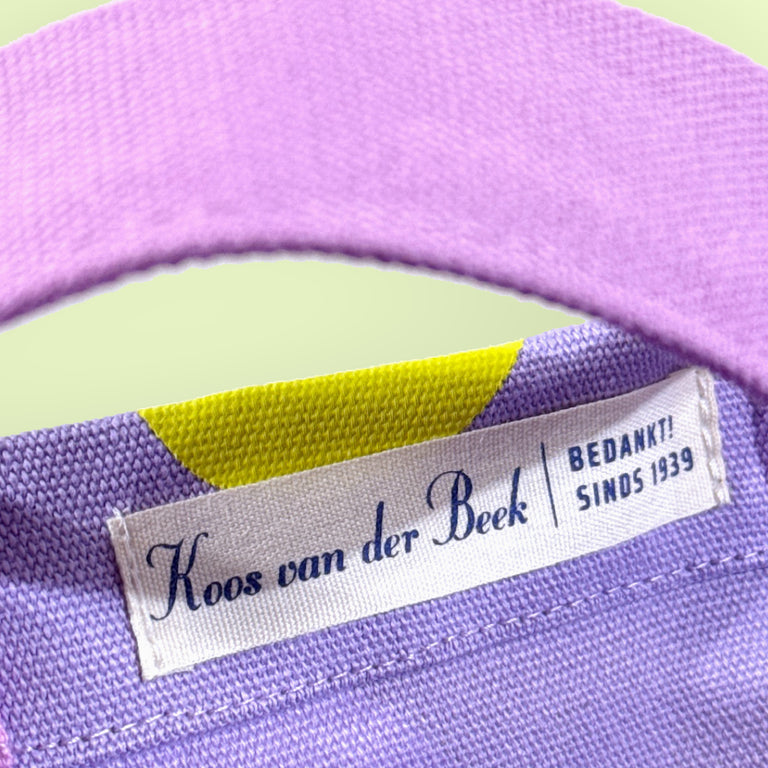 Koos van der Beek
BEDANKT!
SINDS 1939